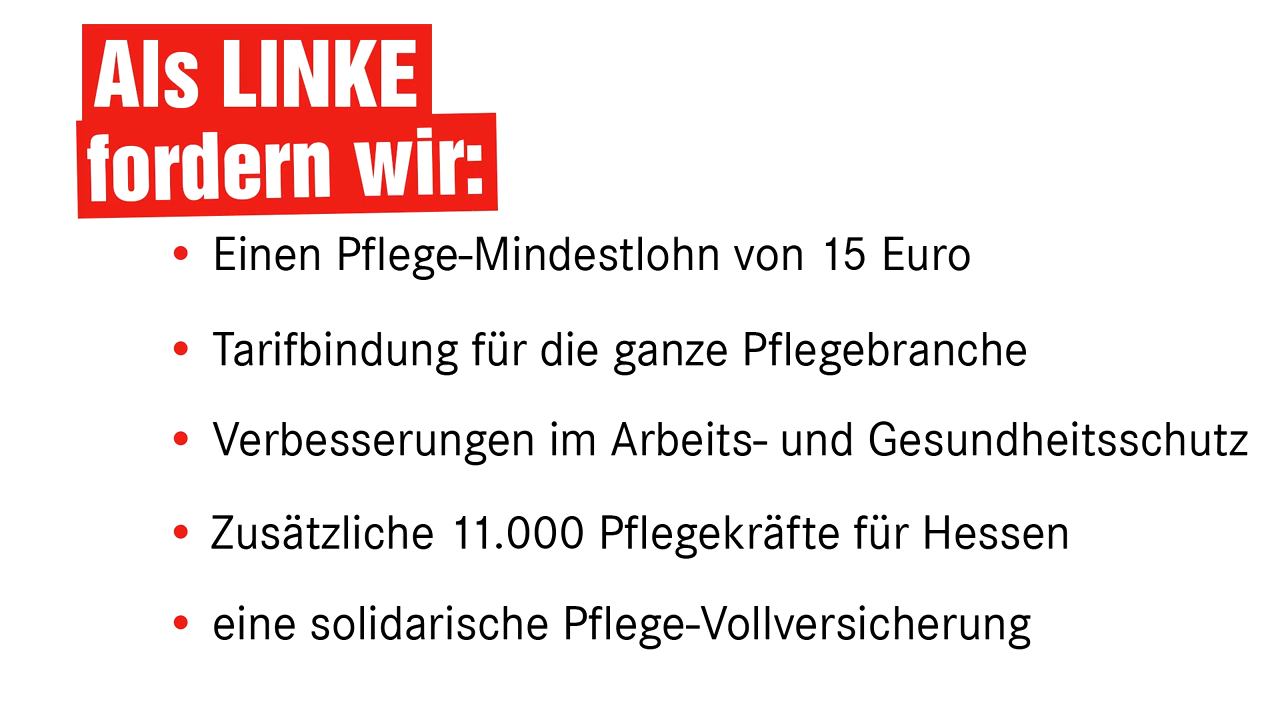 Als LINKE
fordern wir:
• Einen Pflege-Mindestlohn von 15 Euro
• Tarifbindung für die ganze Pflegebranche
• Verbesserungen im Arbeits- und Gesundheitsschutz
• Zusätzliche 11.000 Pflegekräfte für Hessen
• eine solidarische Pflege-Vollversicherung